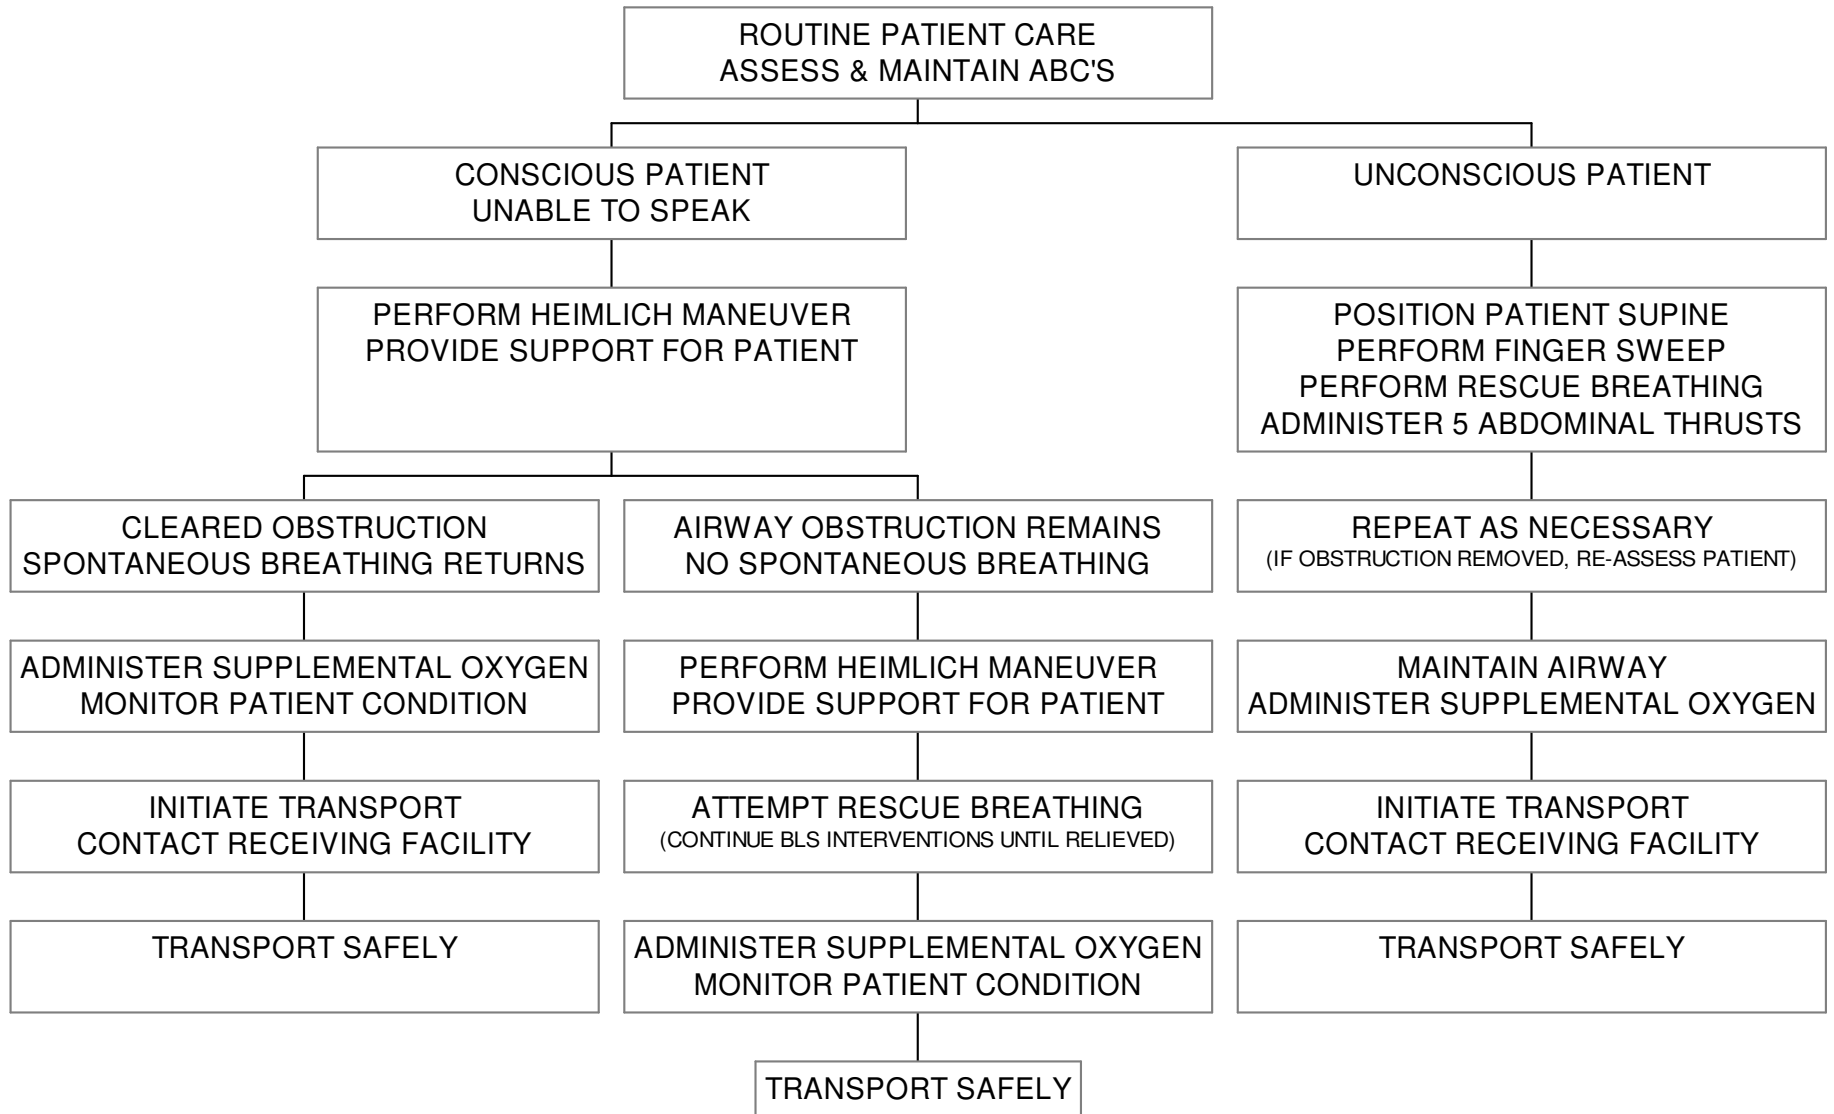 ROUTINE PATIENT CARE
ASSESS & MAINTAIN ABC'S
CONSCIOUS PATIENT
UNABLE TO SPEAK
UNCONSCIOUS PATIENT
PERFORM HEIMLICH MANEUVER
PROVIDE SUPPORT FOR PATIENT
POSITION PATIENT SUPINE
PERFORM FINGER SWEEP
PERFORM RESCUE BREATHING
ADMINISTER 5 ABDOMINAL THRUSTS
CLEARED OBSTRUCTION
SPONTANEOUS BREATHING RETURNS
AIRWAY OBSTRUCTION REMAINS
NO SPONTANEOUS BREATHING
REPEAT AS NECESSARY
(IF OBSTRUCTION REMOVED, RE-ASSESS PATIENT)
ADMINISTER SUPPLEMENTAL OXYGEN
MONITOR PATIENT CONDITION
PERFORM HEIMLICH MANEUVER
PROVIDE SUPPORT FOR PATIENT
MAINTAIN AIRWAY
ADMINISTER SUPPLEMENTAL OXYGEN
INITIATE TRANSPORT
CONTACT RECEIVING FACILITY
ATTEMPT RESCUE BREATHING
(CONTINUE BLS INTERVENTIONS UNTIL RELIEVED)
INITIATE TRANSPORT
CONTACT RECEIVING FACILITY
TRANSPORT SAFELY
ADMINISTER SUPPLEMENTAL OXYGEN
MONITOR PATIENT CONDITION
TRANSPORT SAFELY
TRANSPORT SAFELY